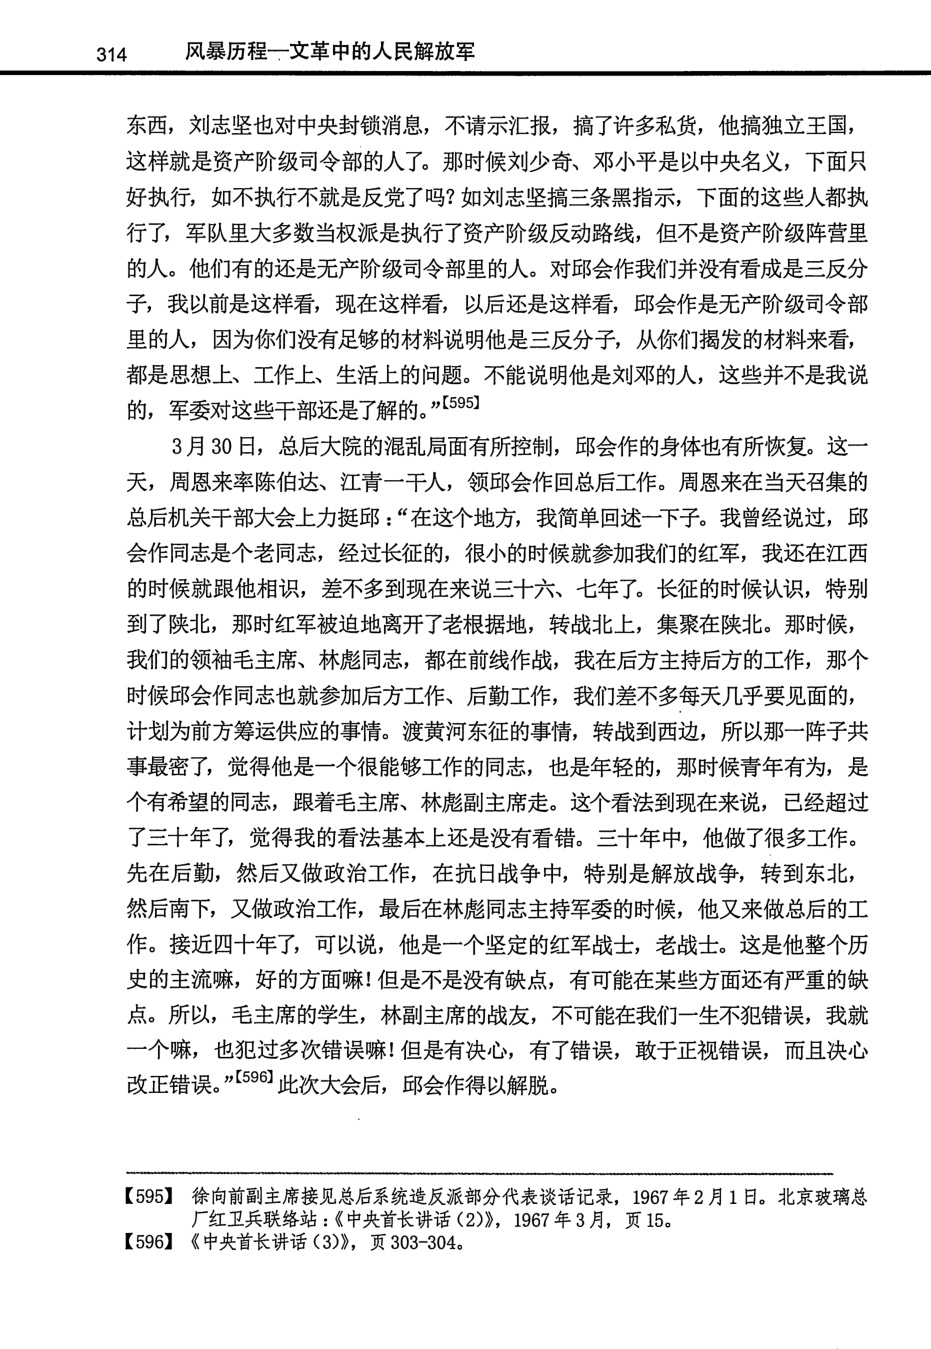 314 风暴历程—文革中的人民解放军
东西，刘志坚也对中央封锁消息，不请示汇报，搞了许多私货，他搞独立王国，
这样就是资产阶级司令部的人了。那时候刘少奇、邓小平是以中央名义，下面只
好执行，如不执行不就是反党了吗？如刘志坚搞三条黑指示，下面的这些人都执
行了，军队里大多数当权派是执行了资产阶级反动路线，但不是资产阶级阵营里
的人。他们有的还是无产阶级司令部里的人。对邱会作我们并没有看成是三反分
子，我以前是这样看，现在这样看，以后还是这样看，邱会作是无产阶级司令部
里的人，因为你们没有足够的材料说明他是三反分子，从你们揭发的材料来看，
都是思想上、工作上、生活上的问题。不能说明他是刘邓的人，这些并不是我说
的，军委对这些干部还是了解的。”【595】
3月30日，总后大院的混乱局面有所控制，邱会作的身体也有所恢复。这一
天，周恩来率陈伯达、江青一干人，领邱会作回总后工作。周恩来在当天召集的
总后机关干部大会上力挺邱：“在这个地方，我简单回述一下子。我曾经说过，邱
会作同志是个老同志，经过长征的，很小的时候就参加我们的红军，我还在江西
的时候就跟他相识，差不多到现在来说三十六、七年了。长征的时候认识，特别
到了陕北，那时红军被迫地离开了老根据地，转战北上，集聚在陕北。那时候，
我们的领袖毛主席、林彪同志，都在前线作战，我在后方主持后方的工作，那个
时候邱会作同志也就参加后方工作、后勤工作，我们差不多每天几乎要见面的，
计划为前方筹运供应的事情。渡黄河东征的事情，转战到西边，所以那一阵子共
事最密了，觉得他是一个很能够工作的同志，也是年轻的，那时候青年有为，是
个有希望的同志，跟着毛主席、林彪副主席走。这个看法到现在来说，已经超过
了三十年了，觉得我的看法基本上还是没有看错。三十年中，他做了很多工作。
先在后勤，然后又做政治工作，在抗日战争中，特别是解放战争，转到东北，
然后南下，又做政治工作，最后在林彪同志主持军委的时候，他又来做总后的工
作。接近四十年了，可以说，他是一个坚定的红军战士，老战士。这是他整个历
史的主流嘛，好的方面嘛！但是不是没有缺点，有可能在某些方面还有严重的缺
点。所以，毛主席的学生，林副主席的战友，不可能在我们一生不犯错误，我就
一个嘛，也犯过多次错误嘛！但是有决心，有了错误，敢于正视错误，而且决心
改正错误。”【596】此次大会后，邱会作得以解脱。
【595】 徐向前副主席接见总后系统造反派部分代表谈话记录，1967年2月1日。北京玻璃总
厂红卫兵联络站：《中央首长讲话（2）》，1967年3月，页15。
【596】 《中央首长讲话（3）》，页303-304。